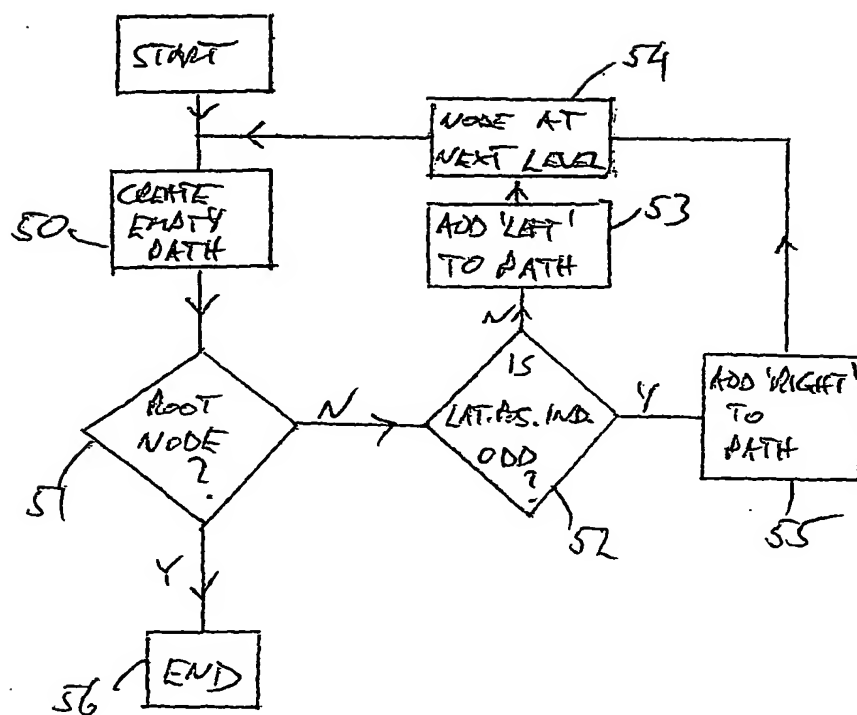 START
54
NODE AT
NEXT LEVEL
50
CREATE
EMPTY
PATH
ADD 'LEFT'
TO PATH
53
N
ROOT
NODE
?
51
N
IS
LAT.POS.IND.
ODD
?
52
Y
ADD 'RIGHT'
TO
PATH
55
Y
END
56